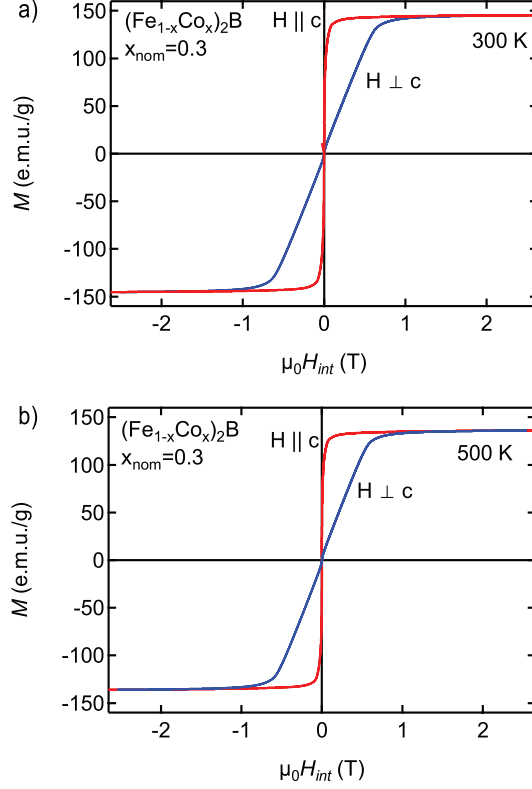 a)
(Fe1-xCox)2B
xnom=0.3
H || c
300 K
H ⊥ c
150
100
50
0
-50
-100
-150
M (e.m.u./g)
-2
-1
0
1
2
μ0Hint (T)
b)
(Fe1-xCox)2B
xnom=0.3
H || c
500 K
H ⊥ c
150
100
50
0
-50
-100
-150
M (e.m.u./g)
-2
-1
0
1
2
μ0Hint (T)